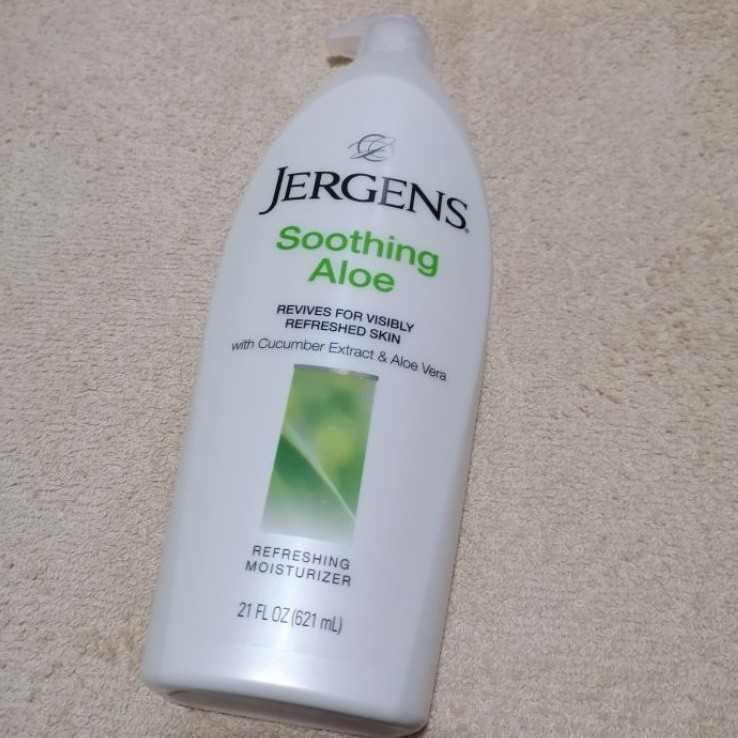 JERGENS
Soothing
Aloe
REVIVES FOR VISIBLY
REFRESHED SKIN
with Cucumber Extract & Aloe Vera
REFRESHING
MOISTURIZER
21 FL OZ (621 mL)